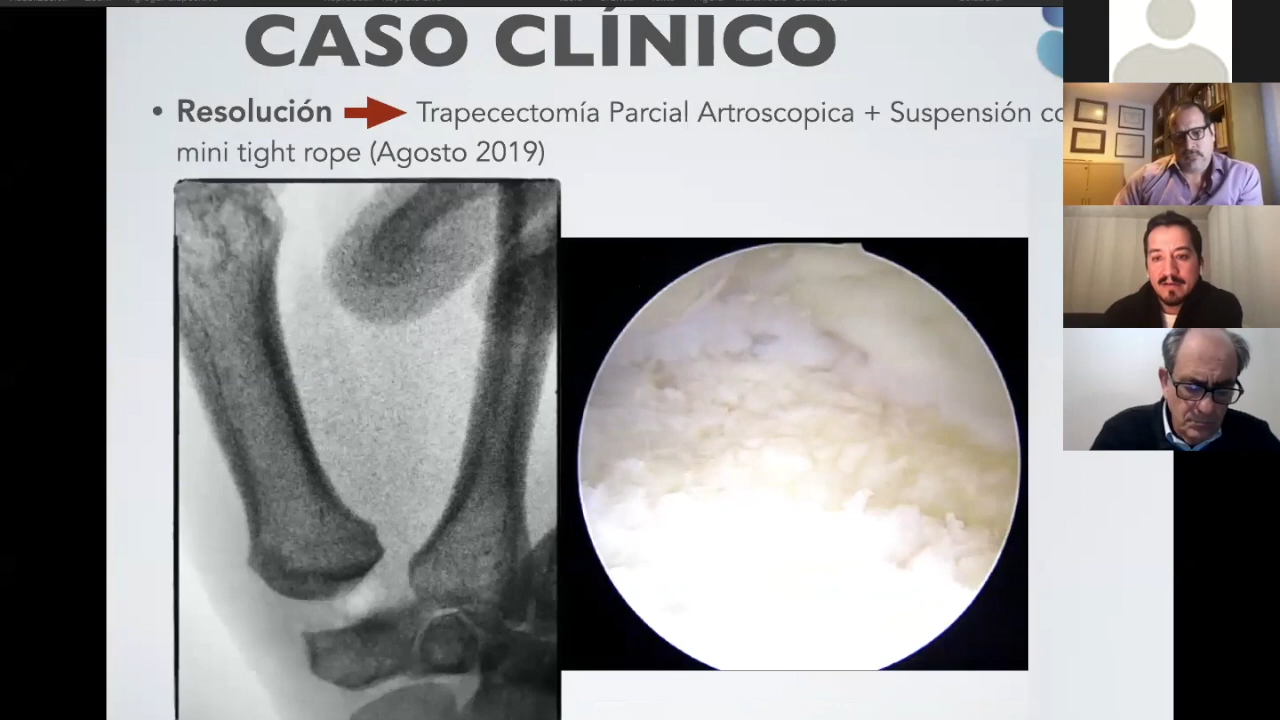 CASO CLÍNICO
• Resolución Trapecectomía Parcial Artroscopica + Suspensión co
mini tight rope (Agosto 2019)